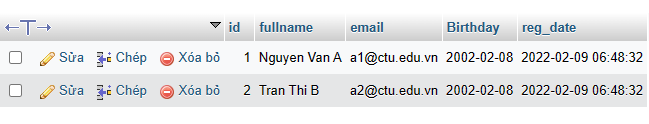 id fullname email Birthday reg_date
Sửa Chép Xóa bỏ 1 Nguyen Van A a1@ctu.edu.vn 2002-02-08 2022-02-09 06:48:32
Sửa Chép Xóa bỏ 2 Tran Thi B a2@ctu.edu.vn 2002-02-08 2022-02-09 06:48:32